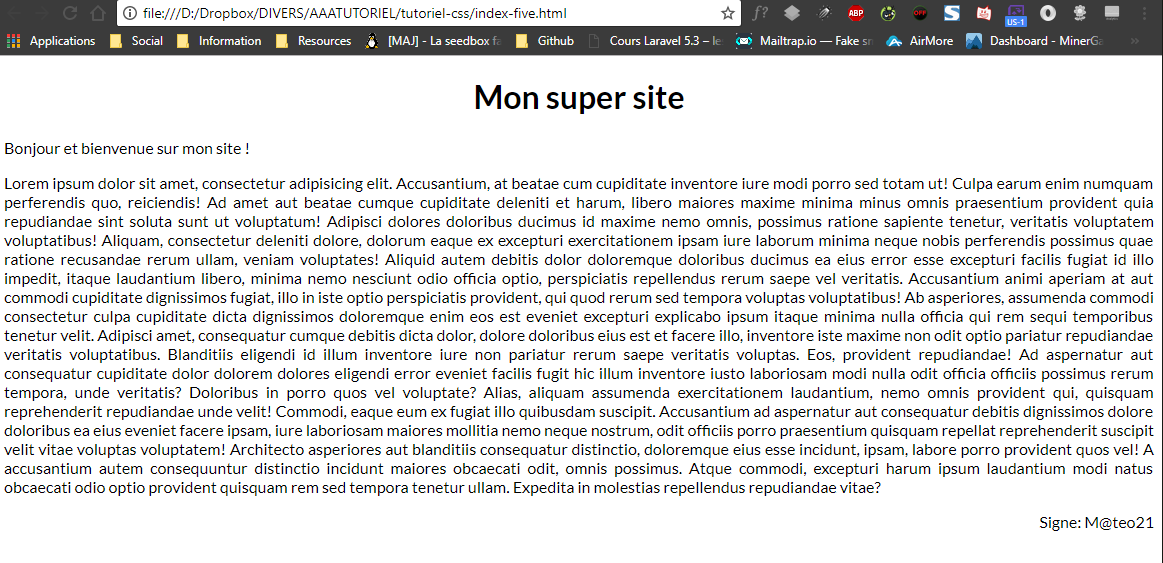 file:///D:/Dropbox/DIVERS/AAATUTORIEL/tutoriel-css/index-five.html
f? ABP OFF US-1
Applications Social Information Resources [MAJ] - La seedbox fa Github Cours Laravel 5.3 – le Mailtrap.io — Fake sm AirMore Dashboard - MinerGa »
Mon super site
Bonjour et bienvenue sur mon site !
Lorem ipsum dolor sit amet, consectetur adipisicing elit. Accusantium, at beatae cum cupiditate inventore iure modi porro sed totam ut! Culpa earum enim numquam
perferendis quo, reiciendis! Ad amet aut beatae cumque cupiditate deleniti et harum, libero maiores maxime minima minus omnis praesentium provident quia
repudiandae sint soluta sunt ut voluptatum! Adipisci dolores doloribus ducimus id maxime nemo omnis, possimus ratione sapiente tenetur, veritatis voluptatem
voluptatibus! Aliquam, consectetur deleniti dolore, dolorum eaque ex excepturi exercitationem ipsam iure laborum minima neque nobis perferendis possimus quae
ratione recusandae rerum ullam, veniam voluptates! Aliquid autem debitis dolor doloremque doloribus ducimus ea eius error esse excepturi facilis fugiat id illo
impedit, itaque laudantium libero, minima nemo nesciunt odio officia optio, perspiciatis repellendus rerum saepe vel veritatis. Accusantium animi aperiam at aut
commodi cupiditate dignissimos fugiat, illo in iste optio perspiciatis provident, qui quod rerum sed tempora voluptas voluptatibus! Ab asperiores, assumenda commodi
consectetur culpa cupiditate dicta dignissimos doloremque enim eos est eveniet excepturi explicabo ipsum itaque minima nulla officia qui rem sequi temporibus
tenetur velit. Adipisci amet, consequatur cumque debitis dicta dolor, dolore doloribus eius est et facere illo, inventore iste maxime non odit optio pariatur repudiandae
veritatis voluptatibus. Blanditiis eligendi id illum inventore iure non pariatur rerum saepe veritatis voluptas. Eos, provident repudiandae! Ad aspernatur aut
consequatur cupiditate dolor dolorem dolores eligendi error eveniet facilis fugit hic illum inventore iusto laboriosam modi nulla odit officia officiis possimus rerum
tempora, unde veritatis? Doloribus in porro quos vel voluptate? Alias, aliquam assumenda exercitationem laudantium, nemo omnis provident qui, quisquam
reprehenderit repudiandae unde velit! Commodi, eaque eum ex fugiat illo quibusdam suscipit. Accusantium ad aspernatur aut consequatur debitis dignissimos dolore
doloribus ea eius eveniet facere ipsam, iure laboriosam maiores mollitia nemo neque nostrum, odit officiis porro praesentium quisquam repellat reprehenderit suscipit
velit vitae voluptas voluptatem! Architecto asperiores aut blanditiis consequatur distinctio, doloremque eius esse incidunt, ipsam, labore porro provident quos vel! A
accusantium autem consequuntur distinctio incidunt maiores obcaecati odit, omnis possimus. Atque commodi, excepturi harum ipsum laudantium modi natus
obcaecati odio optio provident quisquam rem sed tempora tenetur ullam. Expedita in molestias repellendus repudiandae vitae?
Signe: M@teo21